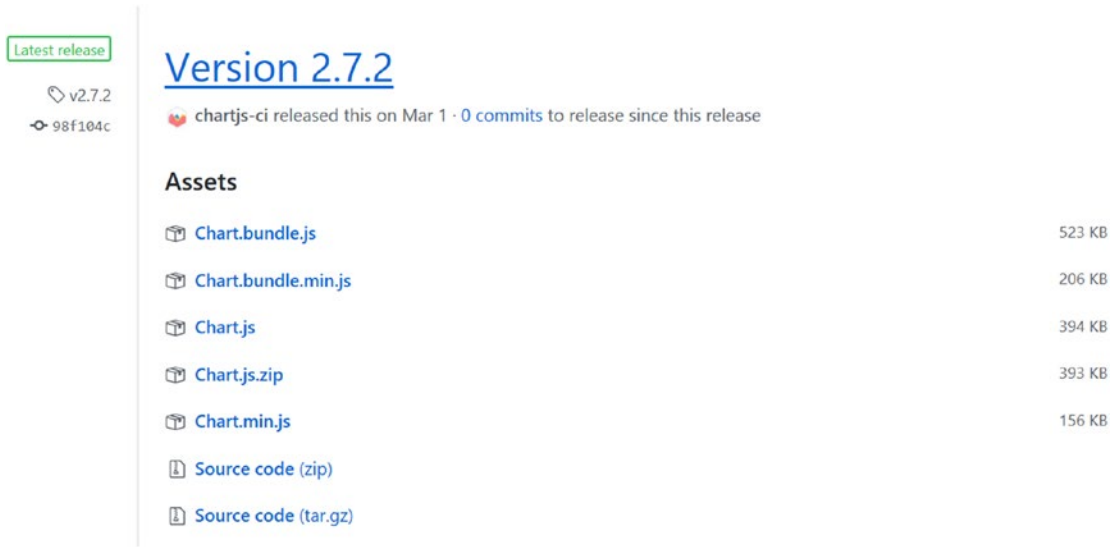 Latest release
v2.7.2
98f104c
Version 2.7.2
chartjs-ci released this on Mar 1 · 0 commits to release since this release
Assets
Chart.bundle.js 523 KB
Chart.bundle.min.js 206 KB
Chart.js 394 KB
Chart.js.zip 393 KB
Chart.min.js 156 KB
Source code (zip)
Source code (tar.gz)